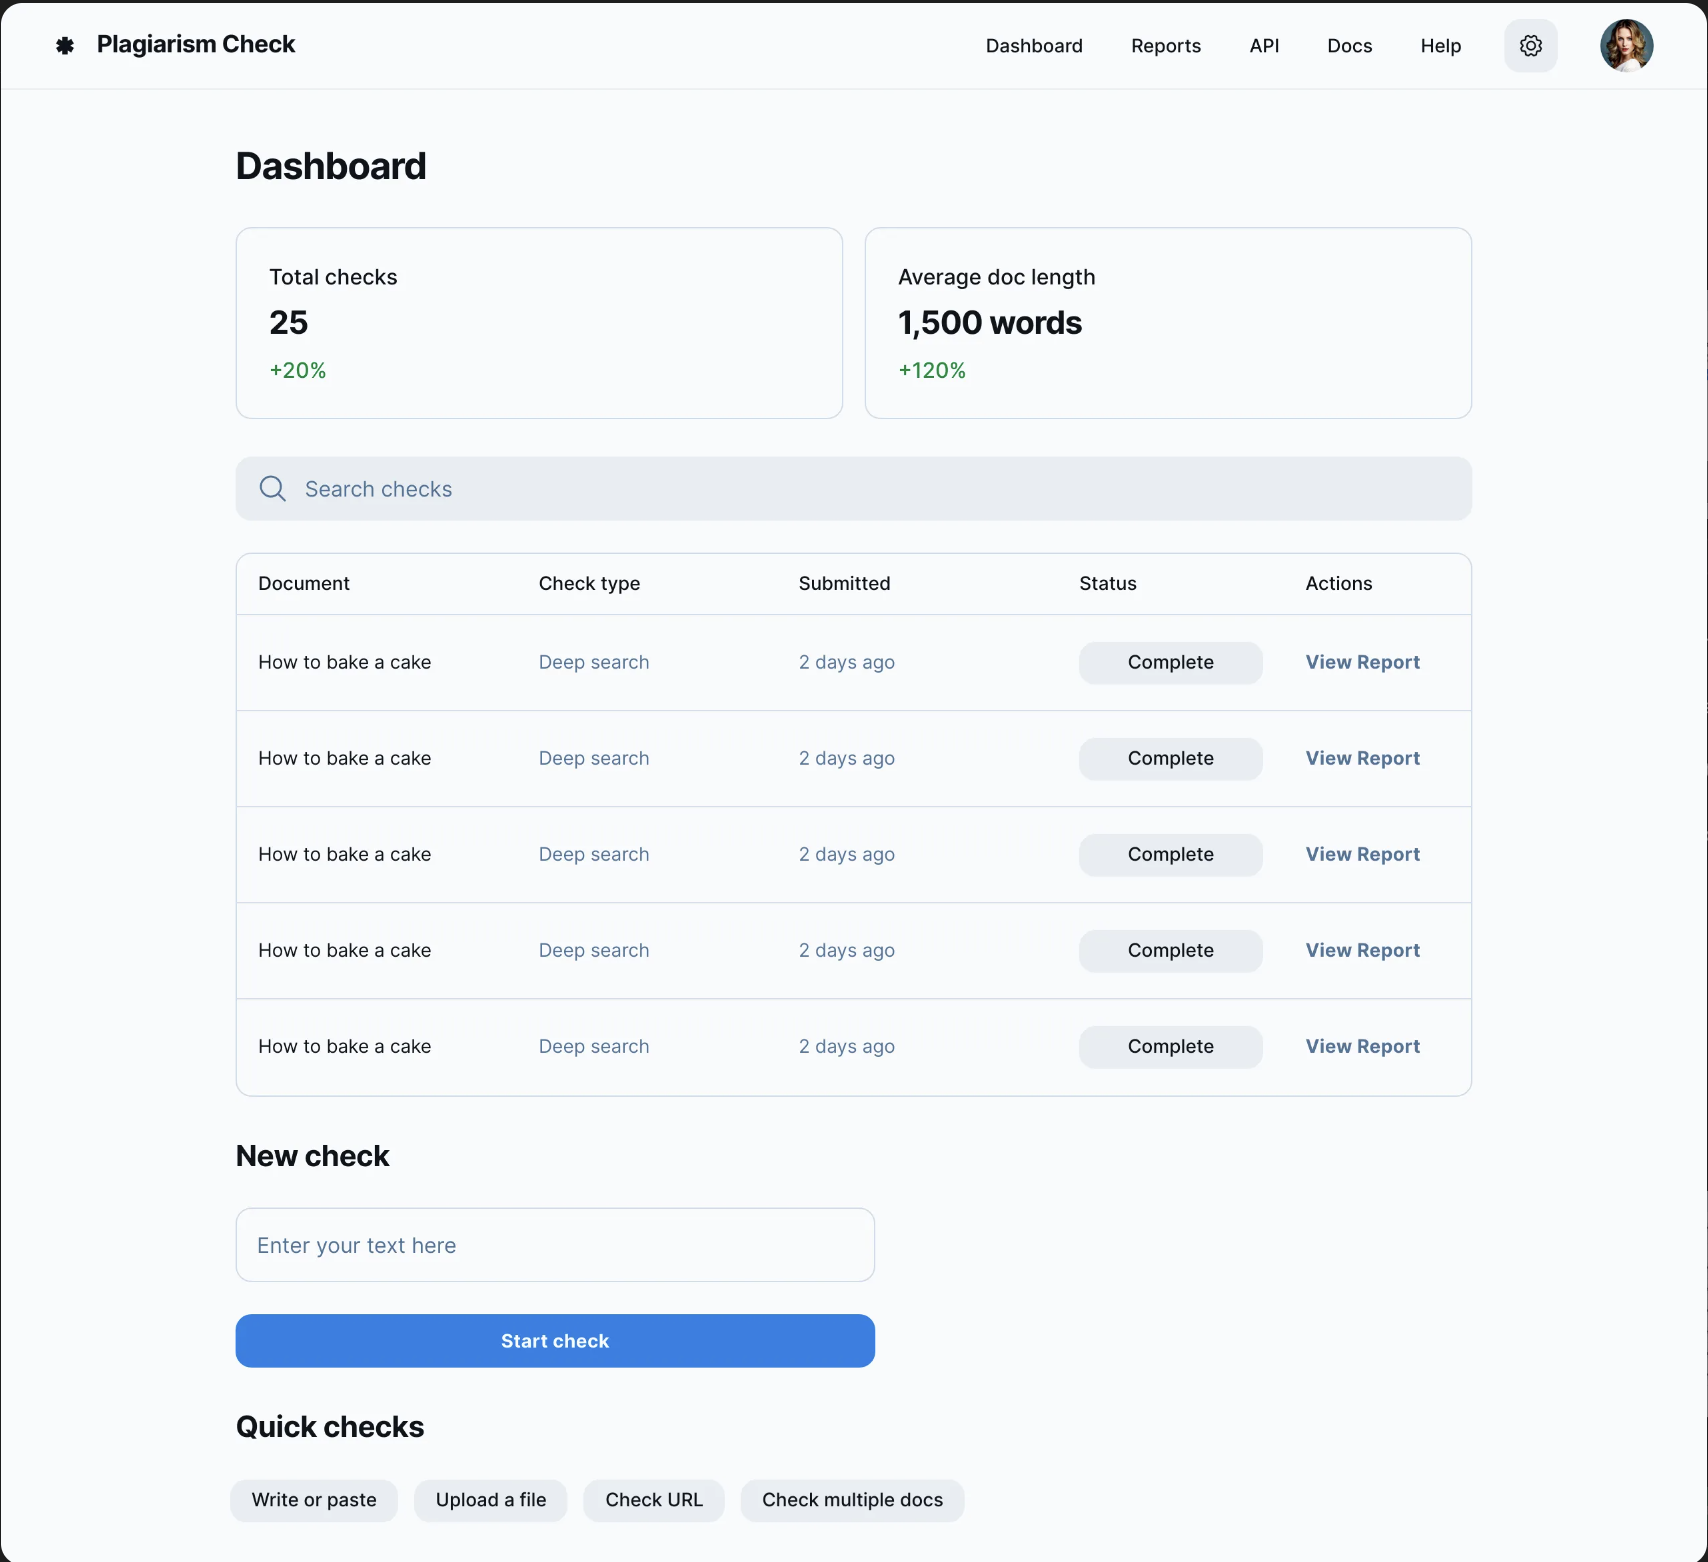 Plagiarism Check
Dashboard Reports API Docs Help
Dashboard
Total checks
25
+20%
Average doc length
1,500 words
+120%
Search checks
Document Check type Submitted Status Actions
How to bake a cake Deep search 2 days ago Complete View Report
How to bake a cake Deep search 2 days ago Complete View Report
How to bake a cake Deep search 2 days ago Complete View Report
How to bake a cake Deep search 2 days ago Complete View Report
How to bake a cake Deep search 2 days ago Complete View Report
New check
Enter your text here
Start check
Quick checks
Write or paste Upload a file Check URL Check multiple docs